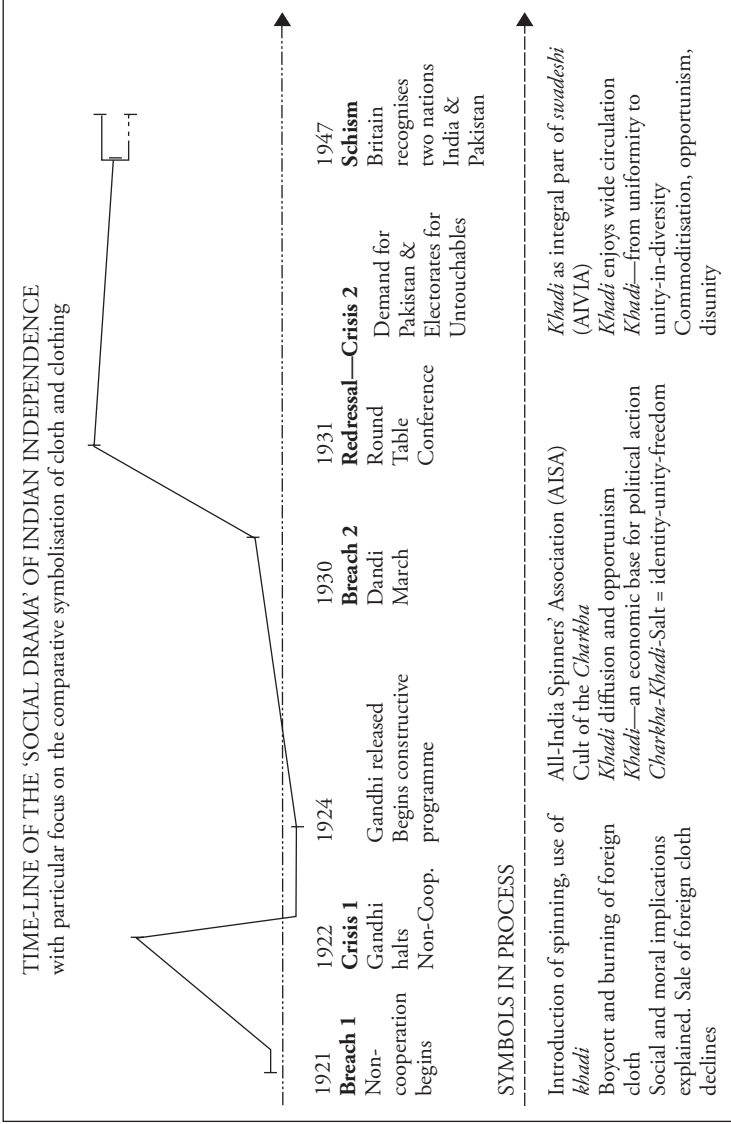 TIME-LINE OF THE ‘SOCIAL DRAMA’ OF INDIAN INDEPENDENCE
with particular focus on the comparative symbolisation of cloth and clothing
1921
Breach 1
Non-
cooperation
begins
1922
Crisis 1
Gandhi
halts
Non-Coop.
1924
Gandhi released
Begins constructive
programme
1930
Breach 2
Dandi
March
1931
Redressal—Crisis 2
Round
Table
Conference
Demand for
Pakistan &
Electorates for
Untouchables
1947
Schism
Britain
recognises
two nations
India &
Pakistan
SYMBOLS IN PROCESS
Introduction of spinning, use of
khadi
Boycott and burning of foreign
cloth
Social and moral implications
explained. Sale of foreign cloth
declines
All-India Spinners’ Association (AISA)
Cult of the Charkha
Khadi diffusion and opportunism
Khadi—an economic base for political action
Charkha-Khadi-Salt = identity-unity-freedom
Khadi as integral part of swadeshi
(AIVIA)
Khadi enjoys wide circulation
Khadi—from uniformity to
unity-in-diversity
Commoditisation, opportunism,
disunity